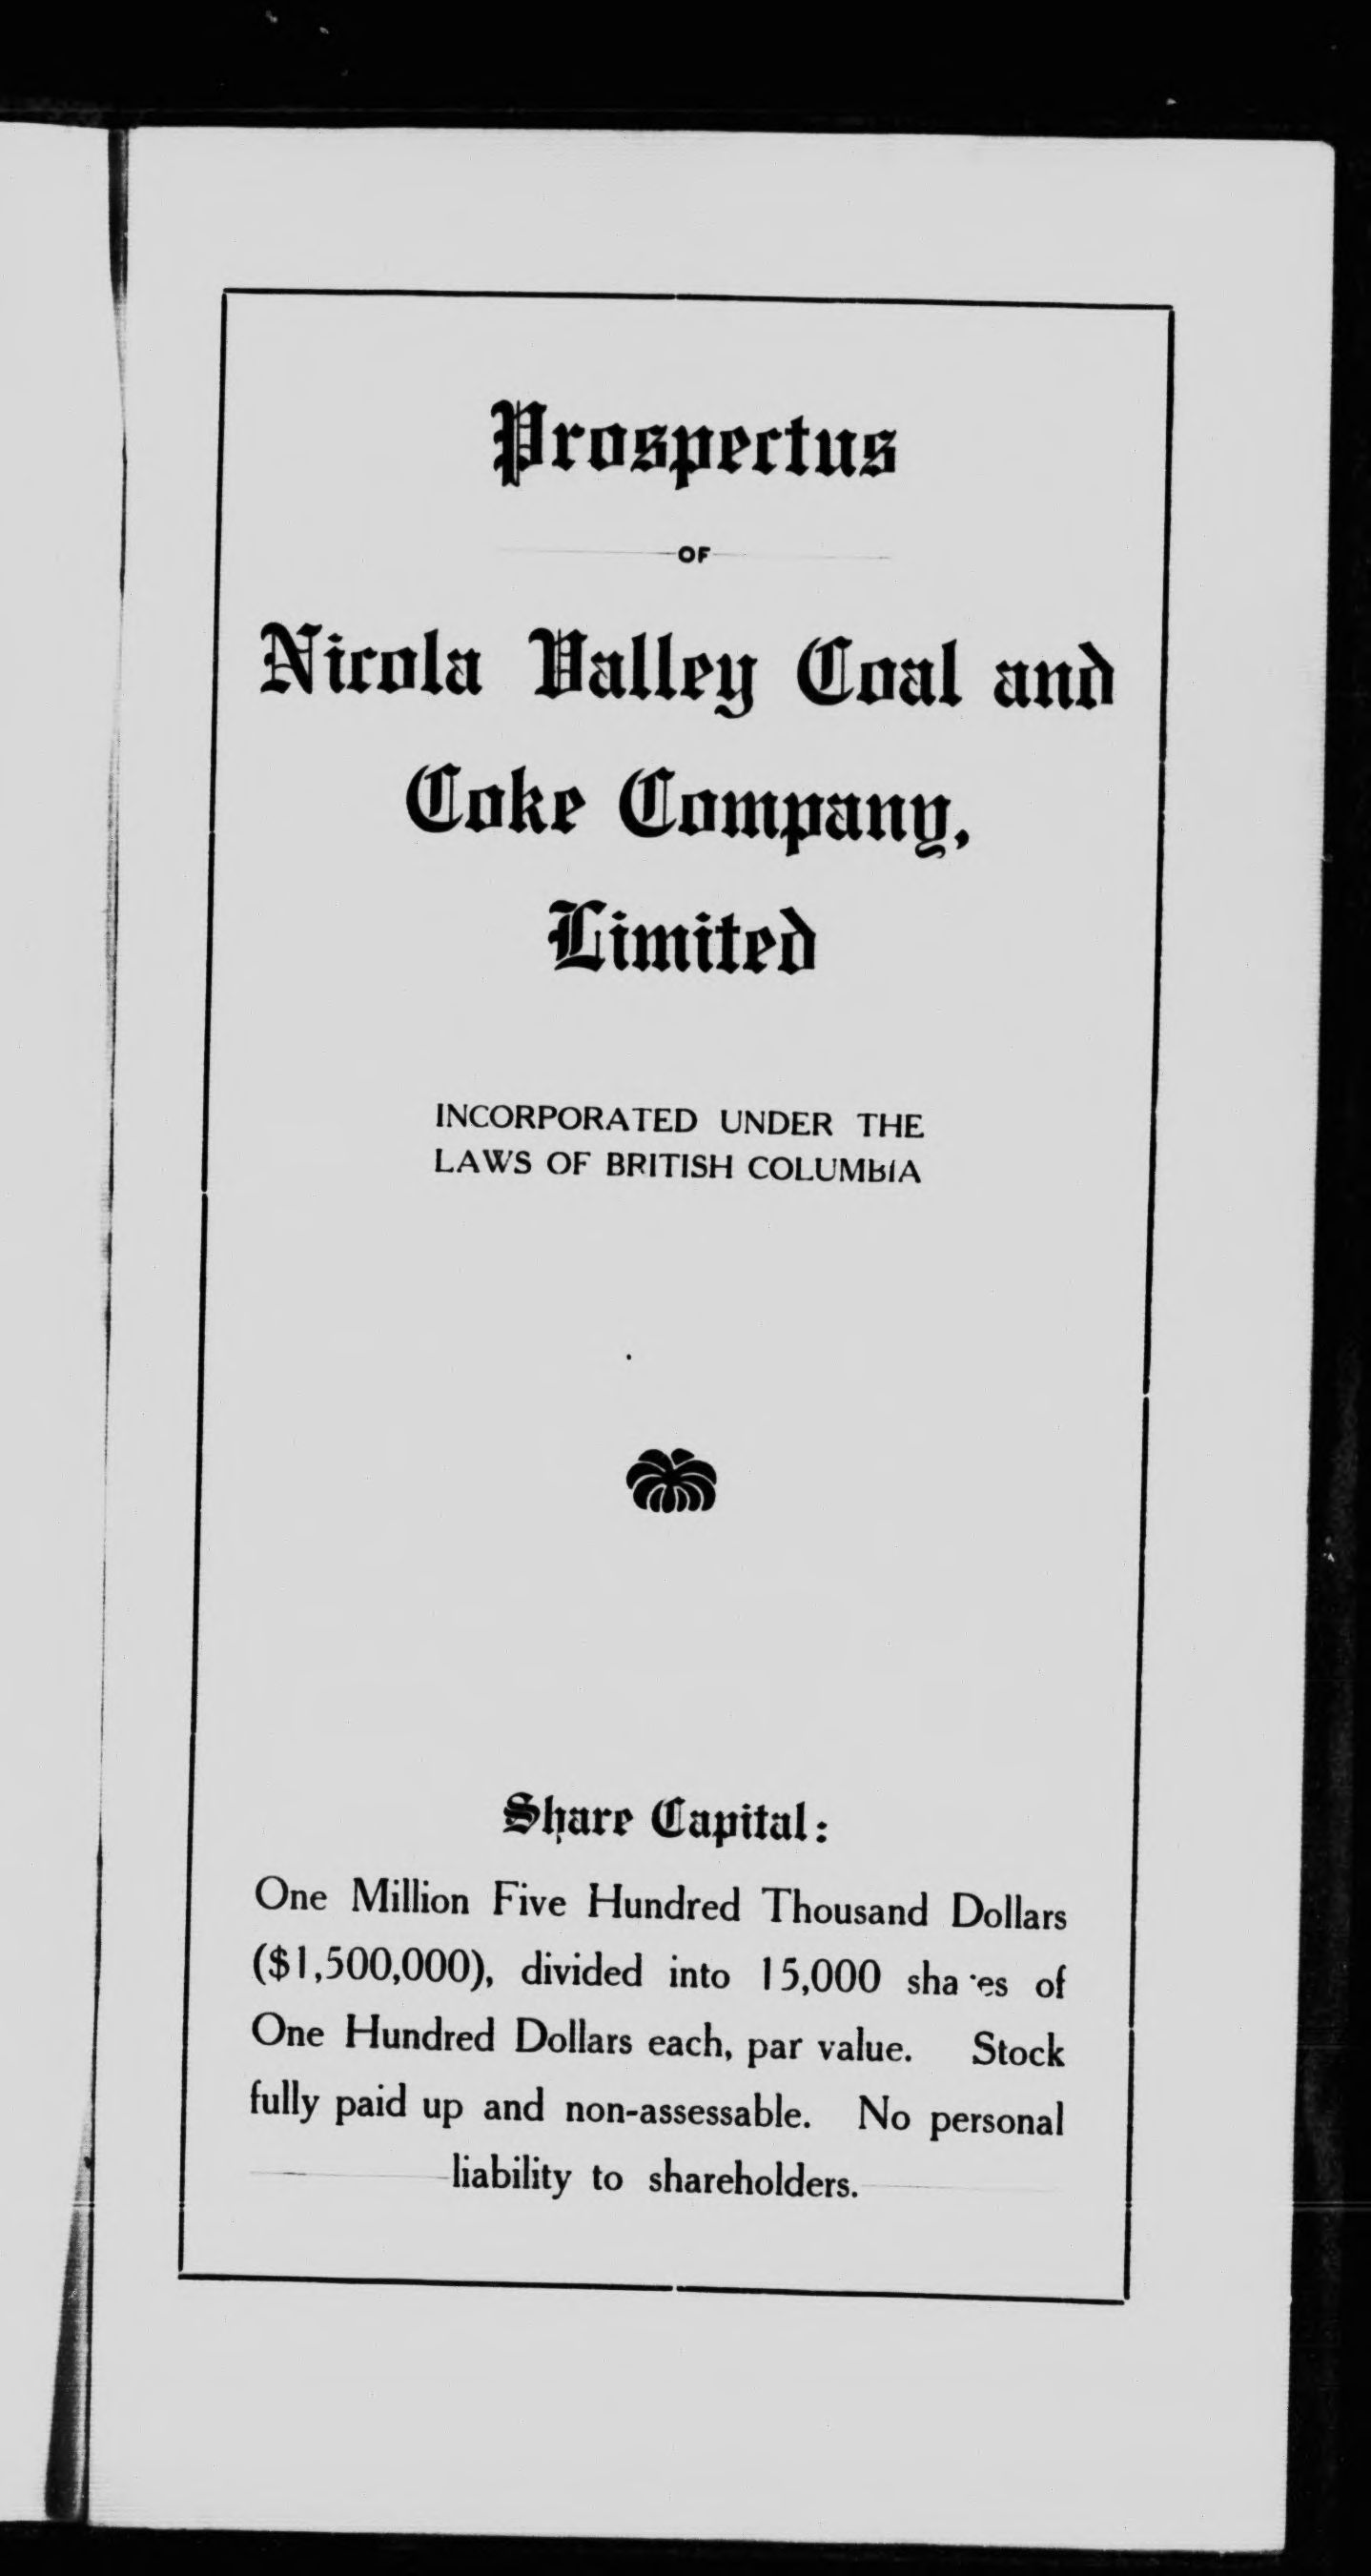 Prospectus
OF
Nicola Valley Coal and
Coke Company,
Limited
INCORPORATED UNDER THE
LAWS OF BRITISH COLUMBIA
Share Capital:
One Million Five Hundred Thousand Dollars
($1,500,000), divided into 15,000 shares of
One Hundred Dollars each, par value. Stock
fully paid up and non-assessable. No personal
liability to shareholders.